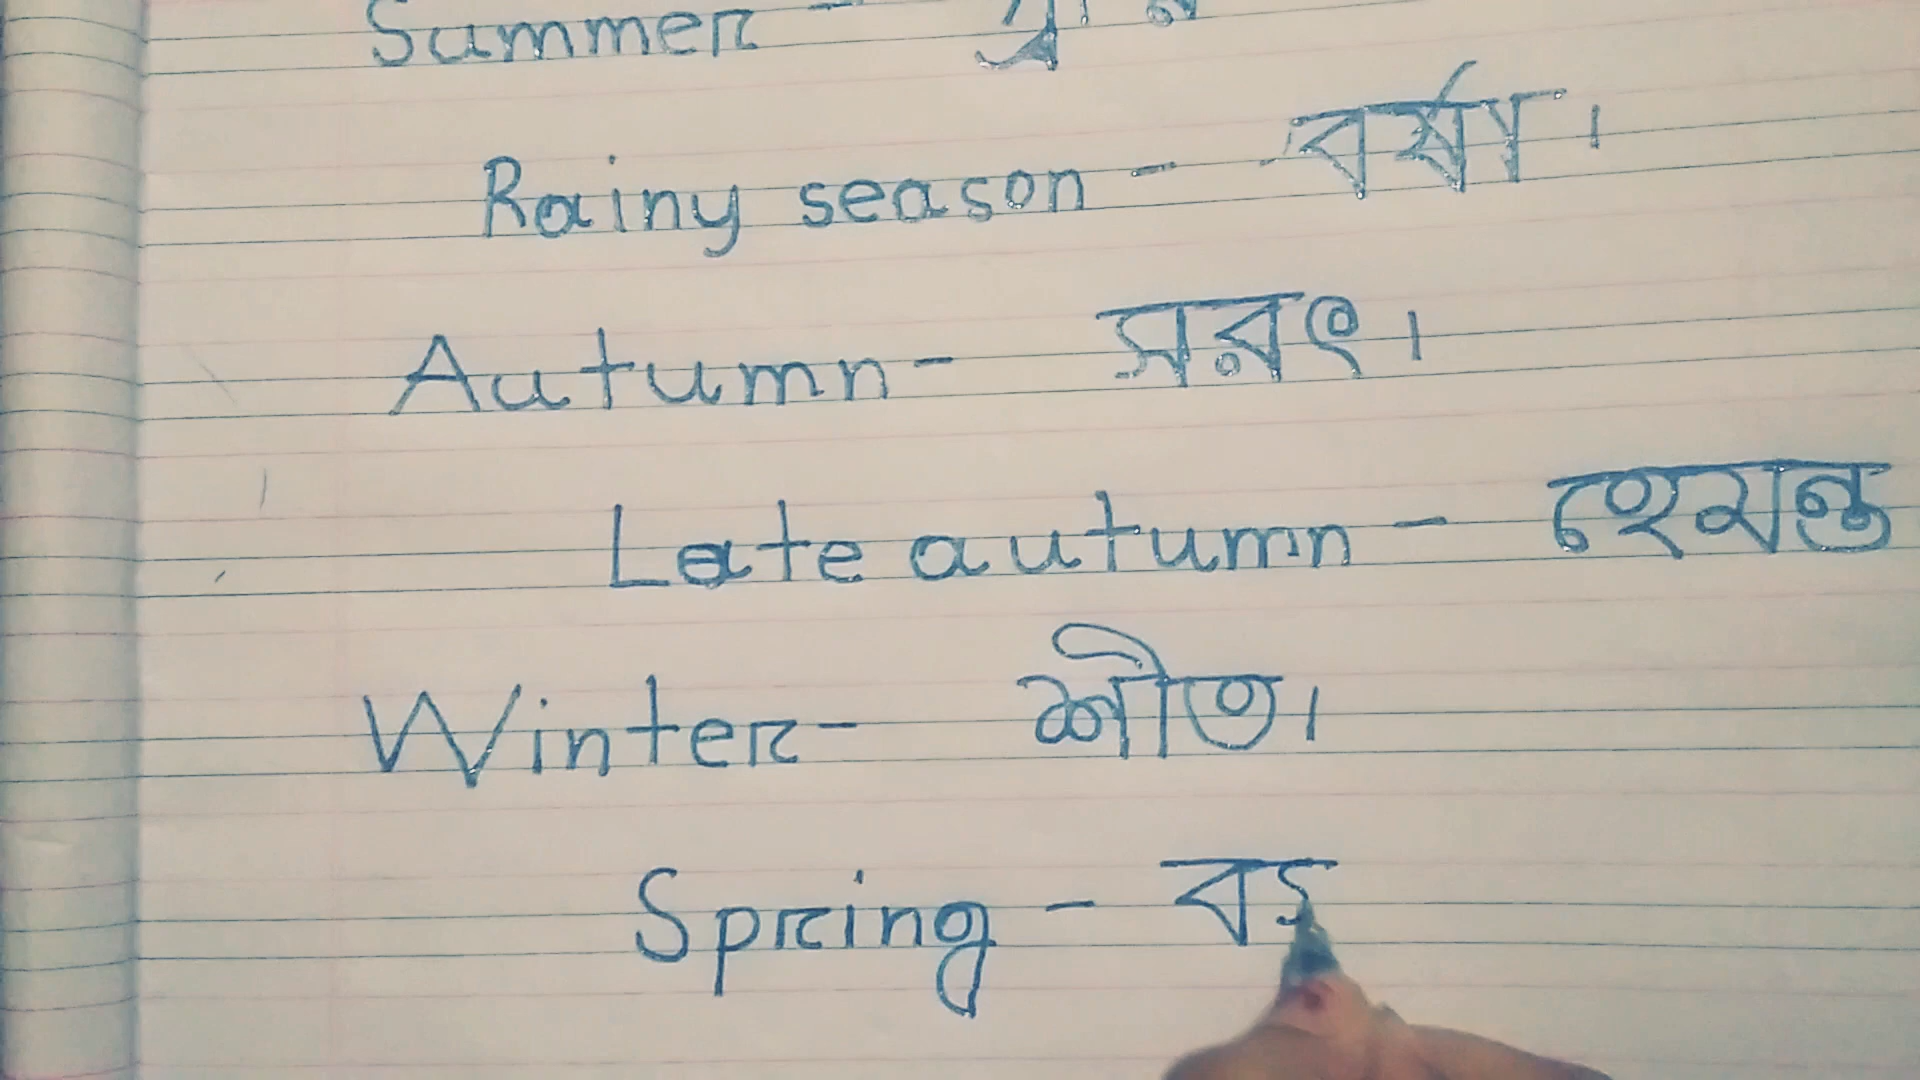 Summer -
Rainy season - বর্ষা।
Autumn - সরৎ।
Late autumn - হেমন্ত
Winter - শীত।
Spring -